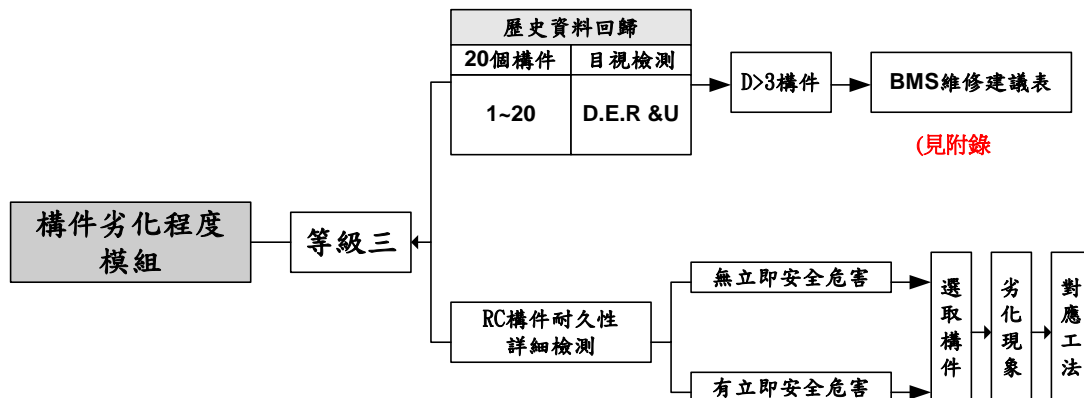 歷史資料回歸
20個構件
目視檢測
1~20
D.E.R &U
D>3構件
BMS維修建議表
(見附錄
構件劣化程度
模組
等級三
RC構件耐久性
詳細檢測
無立即安全危害
有立即安全危害
選取構件
劣化現象
對應工法